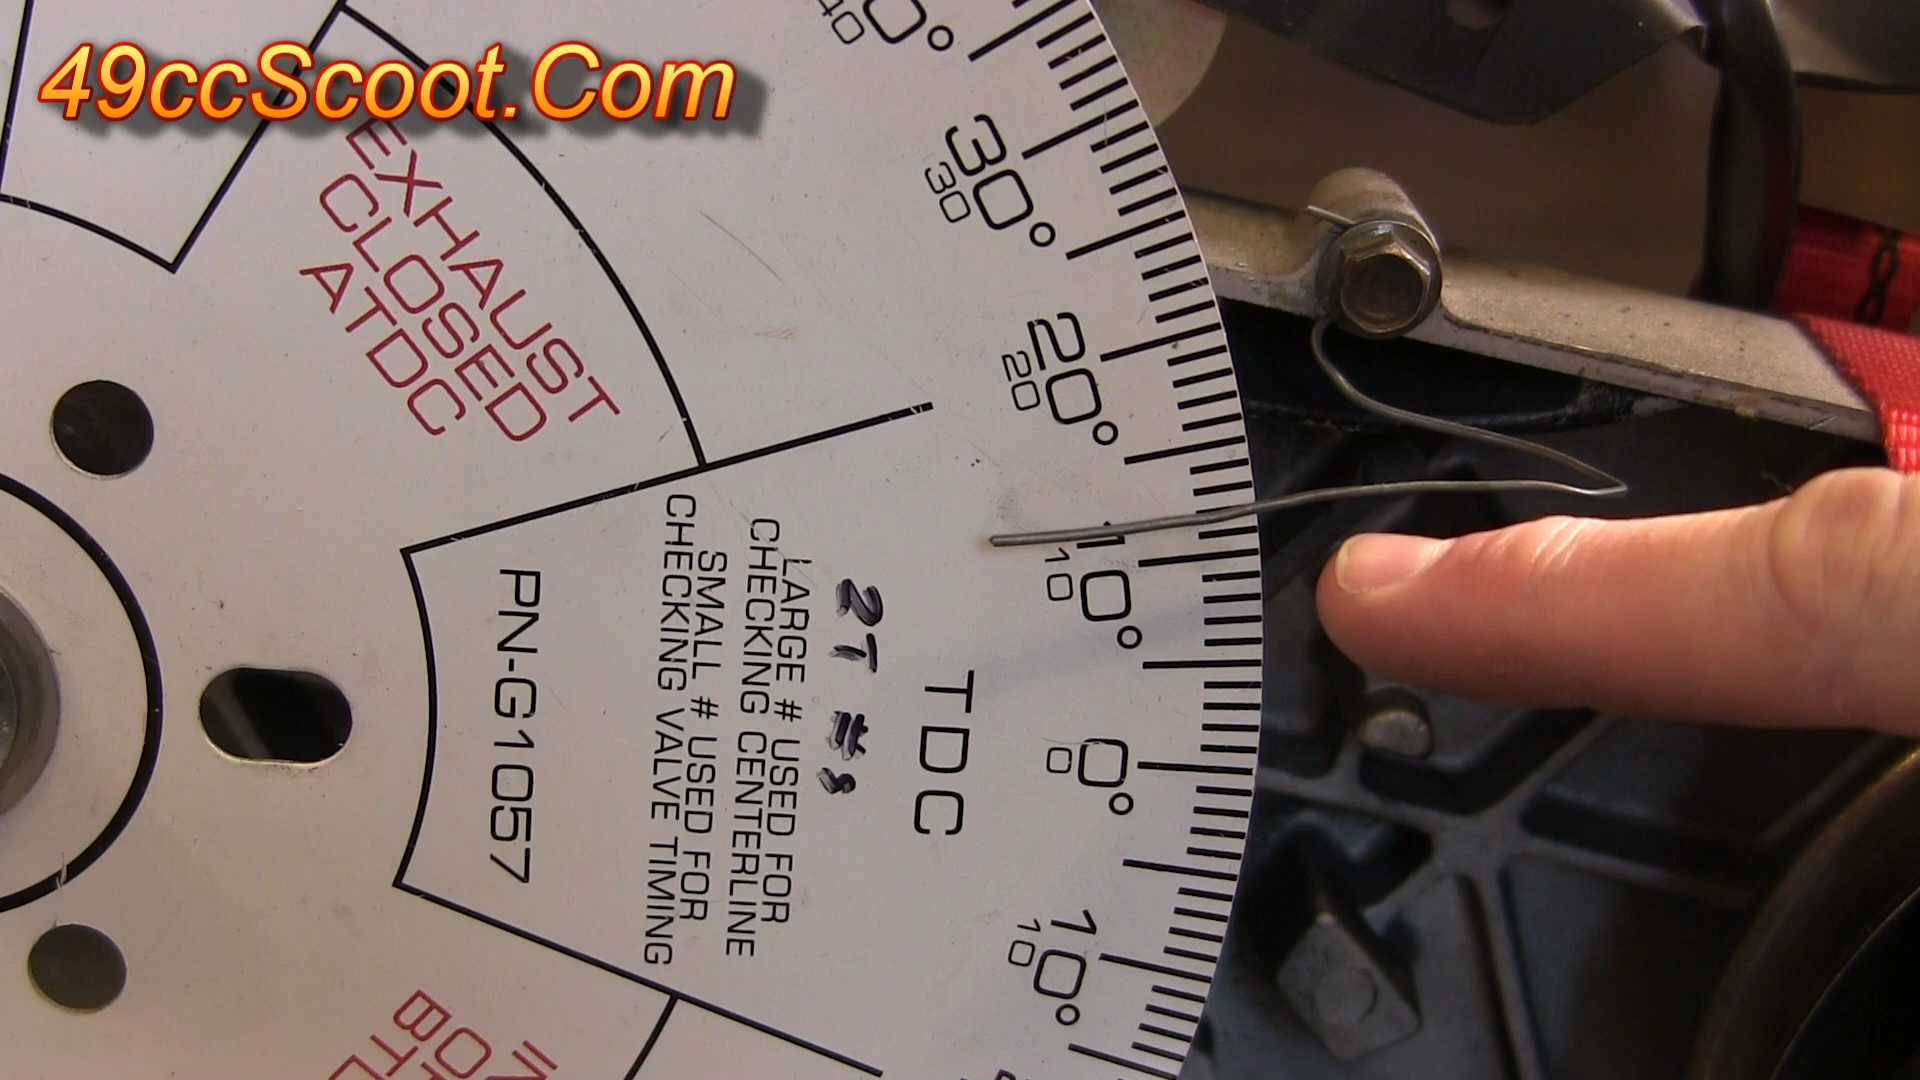 49ccScoot.Com
40
30°
30
20°
20
10°
10
0°
0
10°
10
EXHAUST
CLOSED
ATDC
TDC
2T #s
LARGE # USED FOR
CHECKING CENTERLINE
SMALL # USED FOR
CHECKING VALVE TIMING
PN-G1057